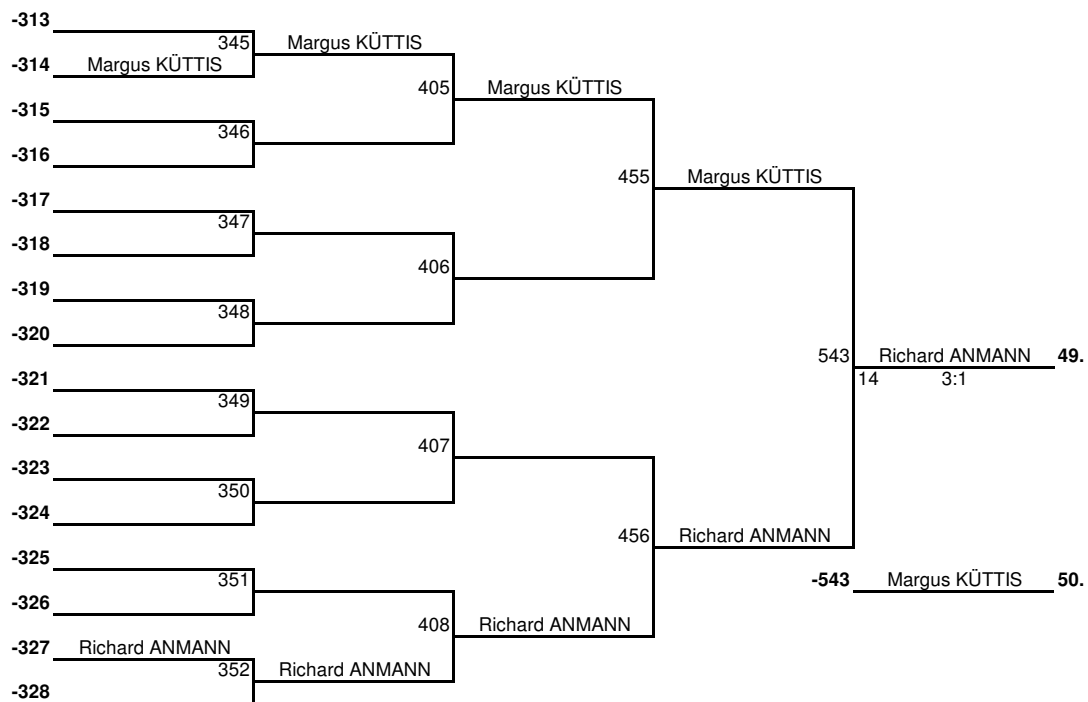 -313
345 Margus KÜTTIS
-314 Margus KÜTTIS
405 Margus KÜTTIS
-315
346
-316
455 Margus KÜTTIS
-317
347
-318
406
-319
348
-320
543 Richard ANMANN 49.
-321
14 3:1
349
-322
407
-323
350
-324
456 Richard ANMANN
-325
351
-543 Margus KÜTTIS 50.
-326
408 Richard ANMANN
-327 Richard ANMANN
352 Richard ANMANN
-328